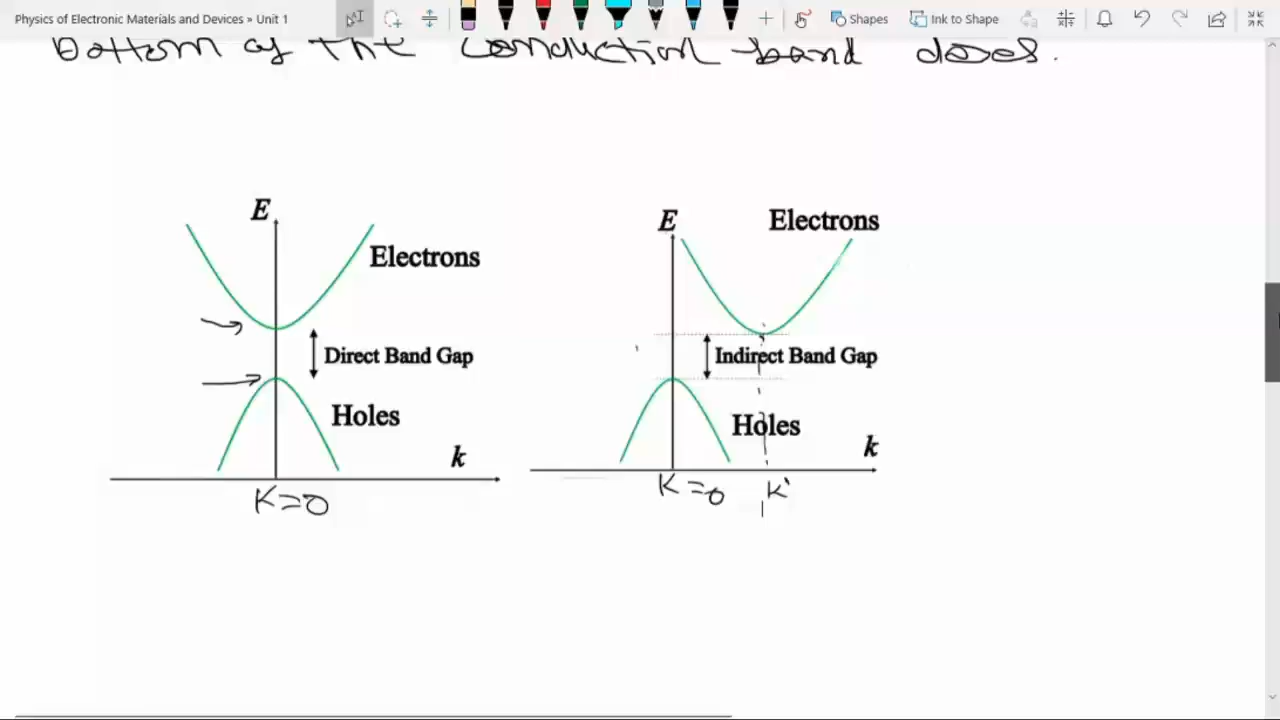 Physics of Electronic Materials and Devices » Unit 1
Shapes
Ink to Shape
bottom of the conduction band does.
E
Electrons
Direct Band Gap
Holes
k
K=0
E
Electrons
Indirect Band Gap
Holes
k
K=0
K'